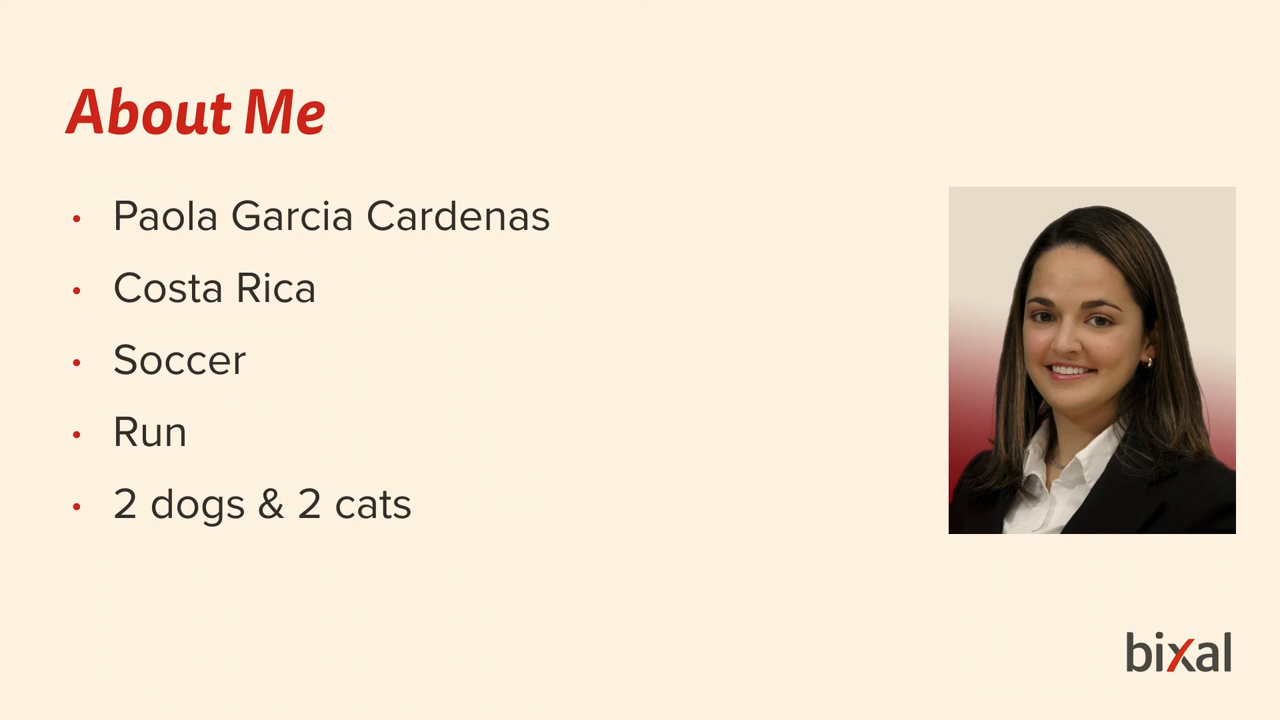 About Me
• Paola Garcia Cardenas
• Costa Rica
• Soccer
• Run
• 2 dogs & 2 cats
bixal